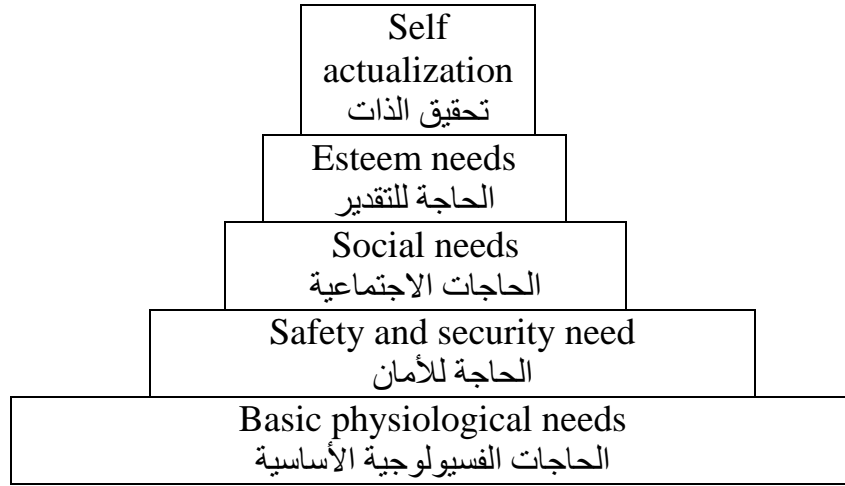 Self
actualization
تحقيق الذات
Esteem needs
الحاجة للتقدير
Social needs
الحاجات الاجتماعية
Safety and security need
الحاجة للأمان
Basic physiological needs
الحاجات الفسيولوجية الأساسية